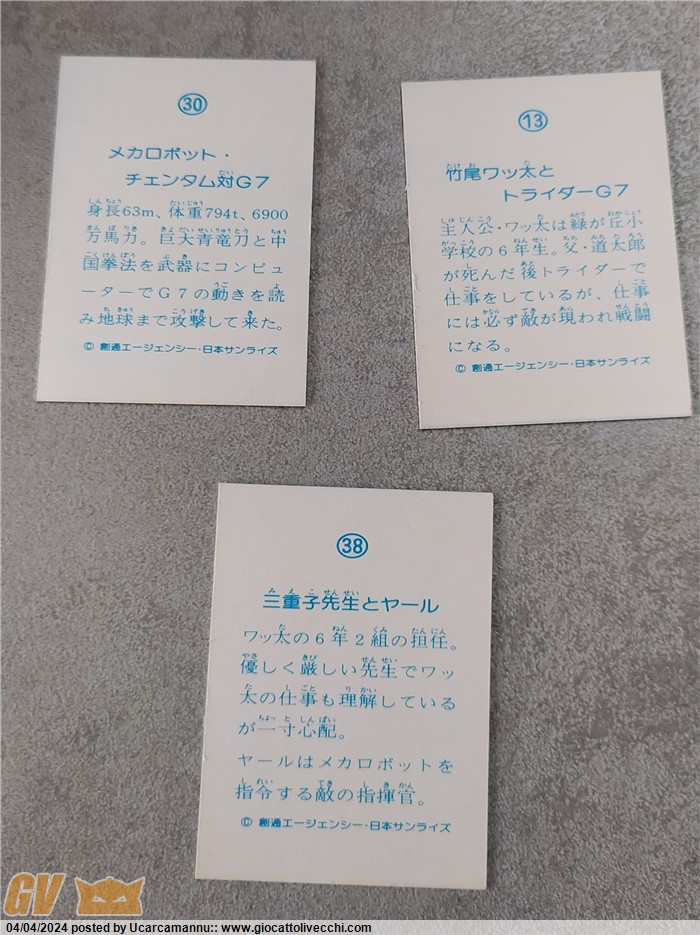 ㉚
メカロボット・
チェンタム対G7
身長63m、体重794t、6900
万馬力。巨大青竜刀と中
国拳法を武器にコンピュ
ーターでG7の動きを読
み地球まで攻撃して来た。
© 創通エージェンシー・日本サンライズ
⑬
竹尾ワッ太と
トライダーG7
主人公・ワッ太は緑が丘小
学校の6年生。父・道太郎
が死んだ後トライダーで
仕事をしているが、仕事
には必ず敵が現われ戦闘
になる。
© 創通エージェンシー・日本サンライズ
㊳
三重子先生とヤール
ワッ太の6年2組の担任。
優しく厳しい先生でワッ
太の仕事も理解している
が一寸心配。
ヤールはメカロボットを
指令する敵の指揮官。
© 創通エージェンシー・日本サンライズ
GV
04/04/2024 posted by Ucarcamannu:: www.giocattolivecchi.com